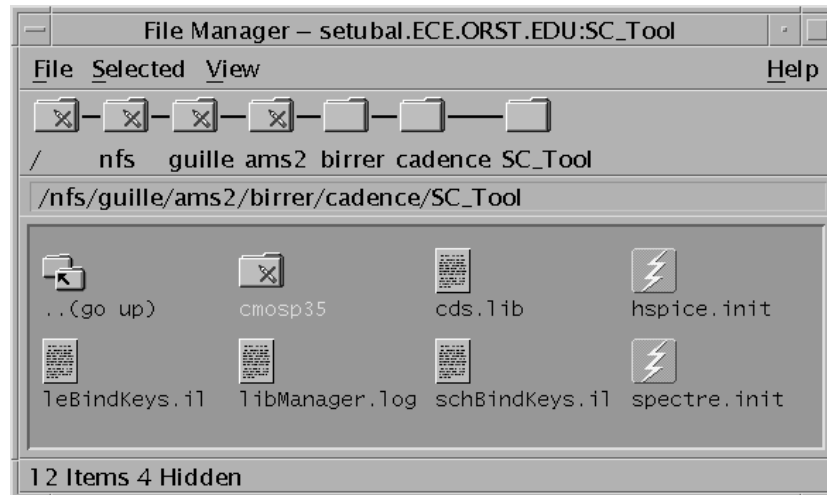 File Manager – setubal.ECE.ORST.EDU:SC_Tool
File Selected View Help
/ nfs guille ams2 birrer cadence SC_Tool
/nfs/guille/ams2/birrer/cadence/SC_Tool
..(go up) cmosp35 cds.lib hspice.init
leBindKeys.il libManager.log schBindKeys.il spectre.init
12 Items 4 Hidden